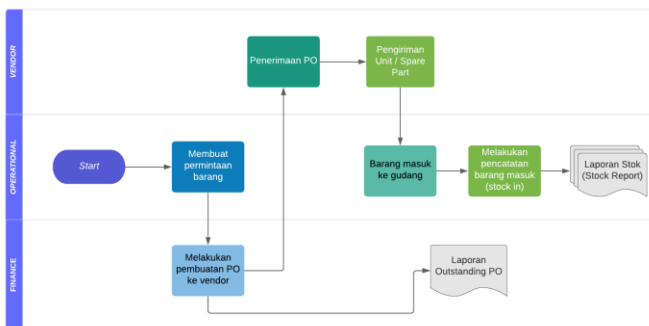 VENDOR
Penerimaan PO
Pengiriman
Unit / Spare
Part
OPERATIONAL
Start
Membuat
permintaan
barang
Barang masuk
ke gudang
Melakukan
pencatatan
barang masuk
(stock in)
Laporan Stok
(Stock Report)
FINANCE
Melakukan
pembuatan PO
ke vendor
Laporan
Outstanding PO